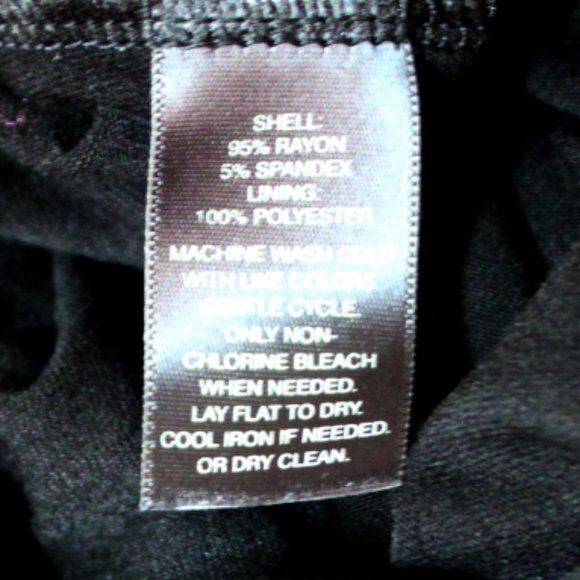 SHELL:
95% RAYON
5% SPANDEX
LINING:
100% POLYESTER
MACHINE WASH COLD
WITH LIKE COLORS
GENTLE CYCLE.
ONLY NON-
CHLORINE BLEACH
WHEN NEEDED.
LAY FLAT TO DRY.
COOL IRON IF NEEDED.
OR DRY CLEAN.